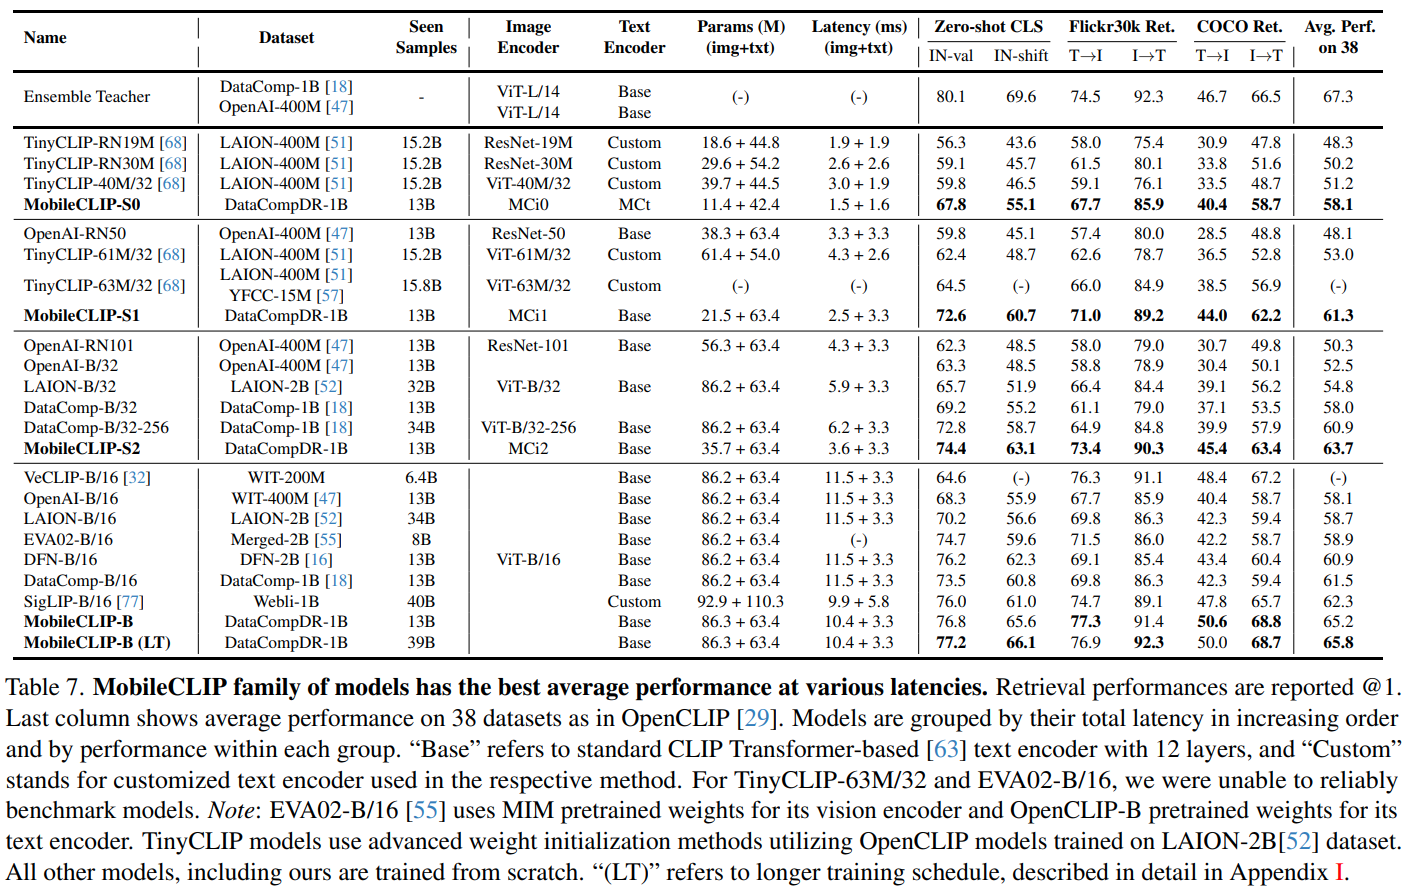 Name Dataset Seen Samples Image Encoder Text Encoder Params (M) (img+txt) Latency (ms) (img+txt) Zero-shot CLS Flickr30k Ret. COCO Ret. Avg. Perf. on 38
IN-val IN-shift T→I I→T T→I I→T
Ensemble Teacher DataComp-1B [18] OpenAI-400M [47] - ViT-L/14 ViT-L/14 Base Base (-) (-) 80.1 69.6 74.5 92.3 46.7 66.5 67.3
TinyCLIP-RN19M [68] LAION-400M [51] 15.2B ResNet-19M Custom 18.6 + 44.8 1.9 + 1.9 56.3 43.6 58.0 75.4 30.9 47.8 48.3
TinyCLIP-RN30M [68] LAION-400M [51] 15.2B ResNet-30M Custom 29.6 + 54.2 2.6 + 2.6 59.1 45.7 61.5 80.1 33.8 51.6 50.2
TinyCLIP-40M/32 [68] LAION-400M [51] 15.2B ViT-40M/32 Custom 39.7 + 44.5 3.0 + 1.9 59.8 46.5 59.1 76.1 33.5 48.7 51.2
MobileCLIP-S0 DataCompDR-1B 13B MCi0 MCt 11.4 + 42.4 1.5 + 1.6 67.8 55.1 67.7 85.9 40.4 58.7 58.1
OpenAI-RN50 OpenAI-400M [47] 13B ResNet-50 Base 38.3 + 63.4 3.3 + 3.3 59.8 45.1 57.4 80.0 28.5 48.8 48.1
TinyCLIP-61M/32 [68] LAION-400M [51] 15.2B ViT-61M/32 Custom 61.4 + 54.0 4.3 + 2.6 62.4 48.7 62.6 78.7 36.5 52.8 53.0
TinyCLIP-63M/32 [68] LAION-400M [51] YFCC-15M [57] 15.8B ViT-63M/32 Custom (-) (-) 64.5 (-) 66.0 84.9 38.5 56.9 (-)
MobileCLIP-S1 DataCompDR-1B 13B MCi1 Base 21.5 + 63.4 2.5 + 3.3 72.6 60.7 71.0 89.2 44.0 62.2 61.3
OpenAI-RN101 OpenAI-400M [47] 13B ResNet-101 Base 56.3 + 63.4 4.3 + 3.3 62.3 48.5 58.0 79.0 30.7 49.8 50.3
OpenAI-B/32 OpenAI-400M [47] 13B 63.3 48.5 58.8 78.9 30.4 50.1 52.5
LAION-B/32 LAION-2B [52] 32B ViT-B/32 Base 86.2 + 63.4 5.9 + 3.3 65.7 51.9 66.4 84.4 39.1 56.2 54.8
DataComp-B/32 DataComp-1B [18] 13B 69.2 55.2 61.1 79.0 37.1 53.5 58.0
DataComp-B/32-256 DataComp-1B [18] 34B ViT-B/32-256 Base 86.2 + 63.4 6.2 + 3.3 72.8 58.7 64.9 84.8 39.9 57.9 60.9
MobileCLIP-S2 DataCompDR-1B 13B MCi2 Base 35.7 + 63.4 3.6 + 3.3 74.4 63.1 73.4 90.3 45.4 63.4 63.7
VeCLIP-B/16 [32] WIT-200M 6.4B Base 86.2 + 63.4 11.5 + 3.3 64.6 (-) 76.3 91.1 48.4 67.2 (-)
OpenAI-B/16 WIT-400M [47] 13B Base 86.2 + 63.4 11.5 + 3.3 68.3 55.9 67.7 85.9 40.4 58.7 58.1
LAION-B/16 LAION-2B [52] 34B Base 86.2 + 63.4 11.5 + 3.3 70.2 56.6 69.8 86.3 42.3 59.4 58.7
EVA02-B/16 Merged-2B [55] 8B Base 86.2 + 63.4 (-) 74.7 59.6 71.5 86.0 42.2 58.7 58.9
DFN-B/16 DFN-2B [16] 13B ViT-B/16 Base 86.2 + 63.4 11.5 + 3.3 76.2 62.3 69.1 85.4 43.4 60.4 60.9
DataComp-B/16 DataComp-1B [18] 13B Base 86.2 + 63.4 11.5 + 3.3 73.5 60.8 69.8 86.3 42.3 59.4 61.5
SigLIP-B/16 [77] Webli-1B 40B Custom 92.9 + 110.3 9.9 + 5.8 76.0 61.0 74.7 89.1 47.8 65.7 62.3
MobileCLIP-B DataCompDR-1B 13B Base 86.3 + 63.4 10.4 + 3.3 76.8 65.6 77.3 91.4 50.6 68.8 65.2
MobileCLIP-B (LT) DataCompDR-1B 39B Base 86.3 + 63.4 10.4 + 3.3 77.2 66.1 76.9 92.3 50.0 68.7 65.8
Table 7. MobileCLIP family of models has the best average performance at various latencies. Retrieval performances are reported @1.
Last column shows average performance on 38 datasets as in OpenCLIP [29]. Models are grouped by their total latency in increasing order
and by performance within each group. “Base” refers to standard CLIP Transformer-based [63] text encoder with 12 layers, and “Custom”
stands for customized text encoder used in the respective method. For TinyCLIP-63M/32 and EVA02-B/16, we were unable to reliably
benchmark models. Note: EVA02-B/16 [55] uses MIM pretrained weights for its vision encoder and OpenCLIP-B pretrained weights for its
text encoder. TinyCLIP models use advanced weight initialization methods utilizing OpenCLIP models trained on LAION-2B[52] dataset.
All other models, including ours are trained from scratch. “(LT)” refers to longer training schedule, described in detail in Appendix I.